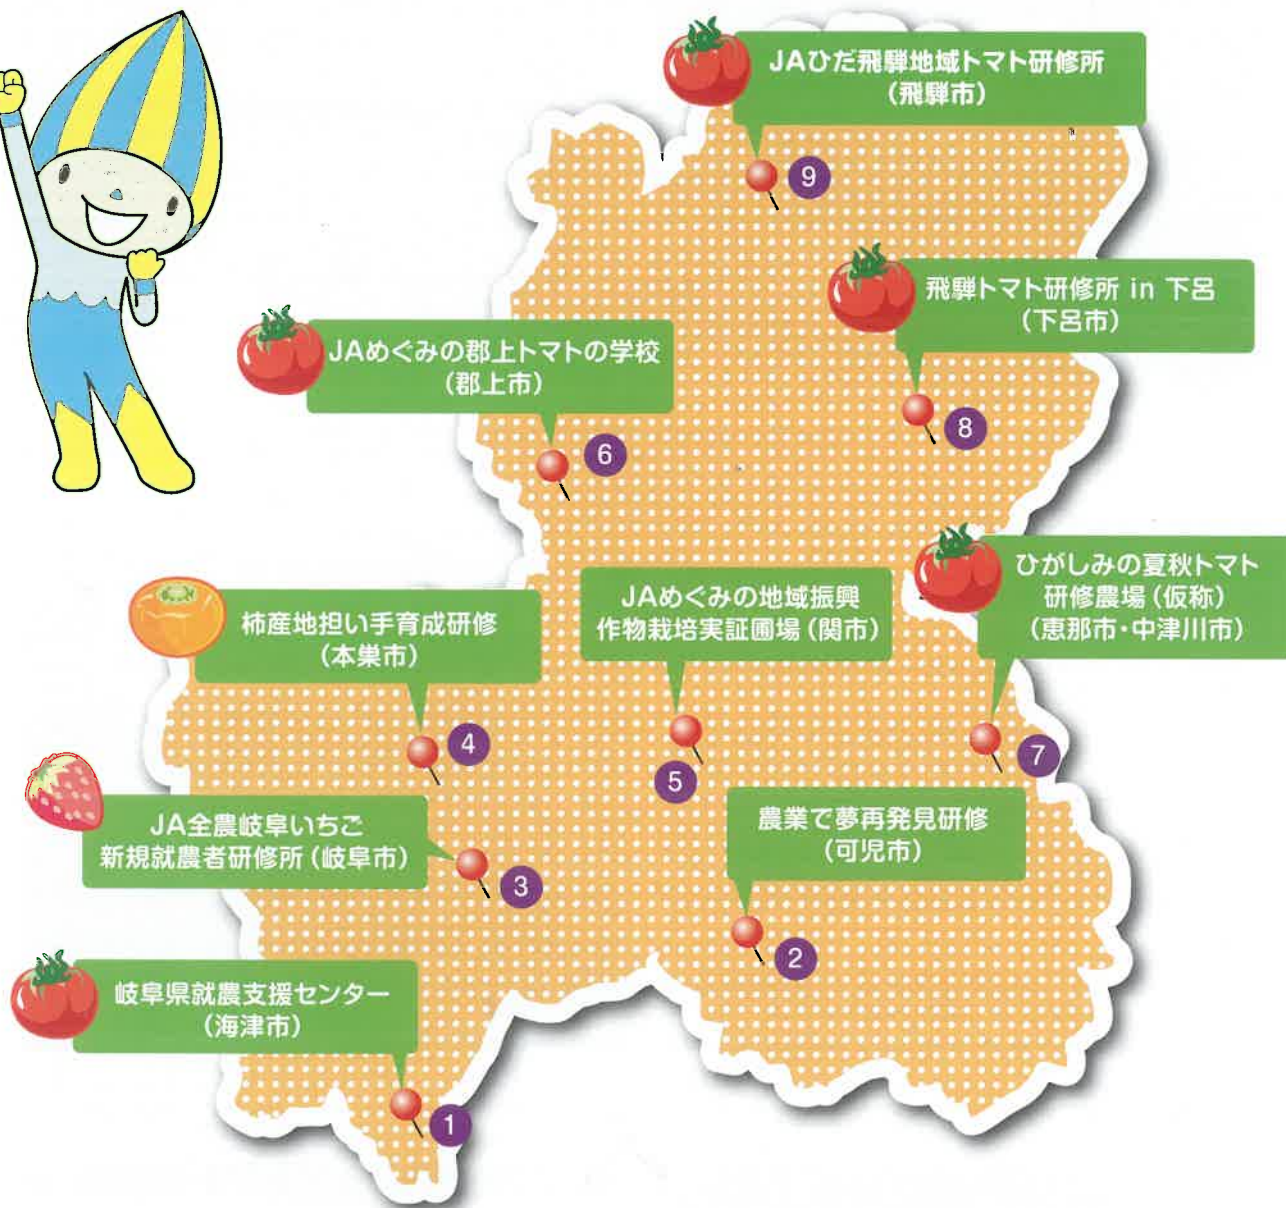 JAひだ飛騨地域トマト研修所
(飛騨市)
9
飛騨トマト研修所 in 下呂
(下呂市)
8
JAめぐみの郡上トマトの学校
(郡上市)
6
ひがしみの夏秋トマト
研修農場(仮称)
(恵那市・中津川市)
7
JAめぐみの地域振興
作物栽培実証圃場(関市)
5
柿産地担い手育成研修
(本巣市)
4
JA全農岐阜いちご
新規就農者研修所(岐阜市)
3
農業で夢再発見研修
(可児市)
2
岐阜県就農支援センター
(海津市)
1